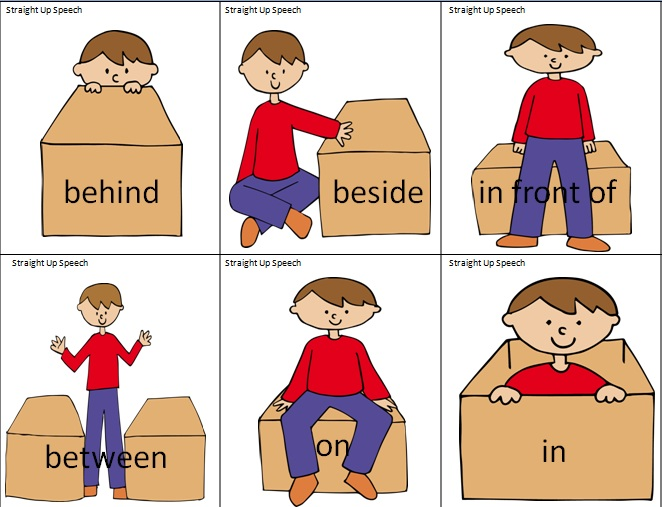 Straight Up Speech
behind
Straight Up Speech
beside
Straight Up Speech
in front of
Straight Up Speech
between
Straight Up Speech
on
Straight Up Speech
in